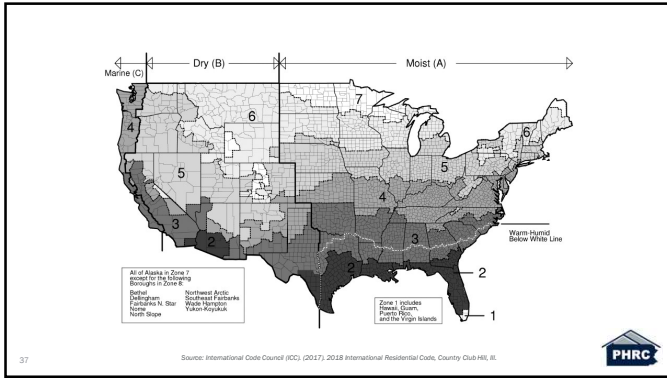 Marine (C)
Dry (B)
Moist (A)
7
6
6
4
5
5
4
3
3
2
2
2
1
Warm-Humid
Below White Line
All of Alaska in Zone 7
except for the following
Boroughs in Zone 8:
Bethel Northwest Arctic
Dellingham Southeast Fairbanks
Fairbanks N. Star Wade Hampton
Nome Yukon-Koyukuk
North Slope
Zone 1 includes
Hawaii, Guam,
Puerto Rico,
and the Virgin Islands
37
Source: International Code Council (ICC). (2017). 2018 International Residential Code, Country Club Hill, Ill.
PHRC